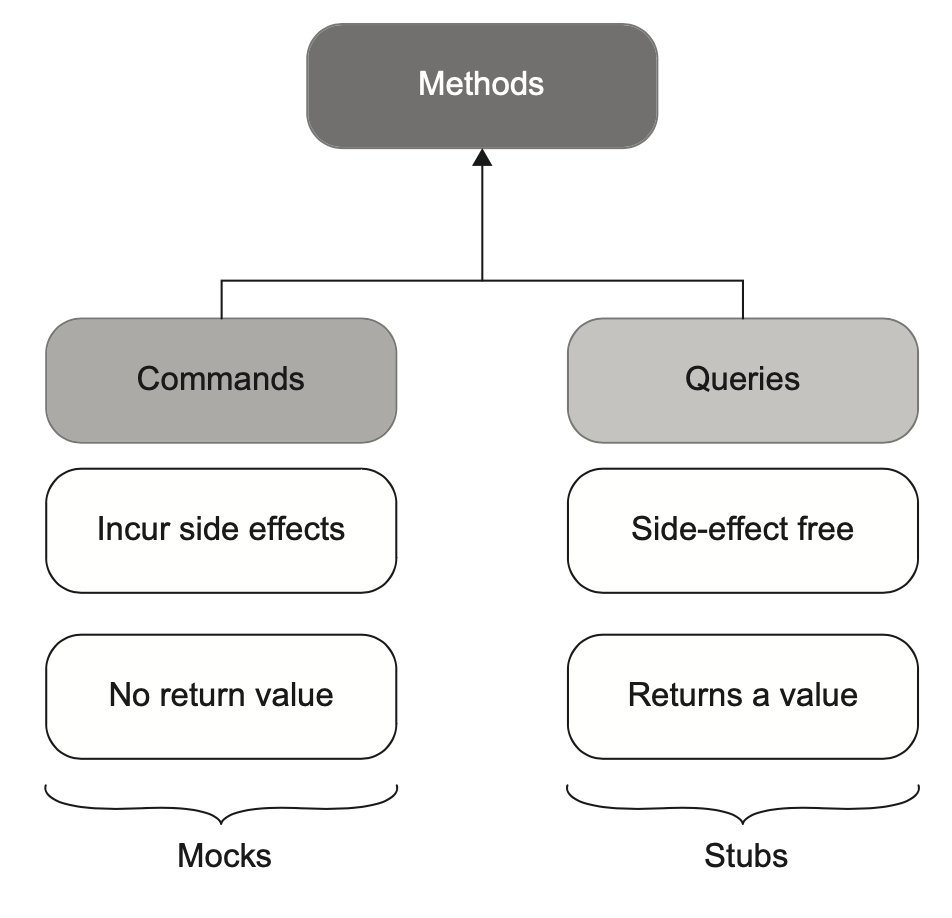 Methods
Commands
Queries
Incur side effects
Side-effect free
No return value
Returns a value
Mocks
Stubs